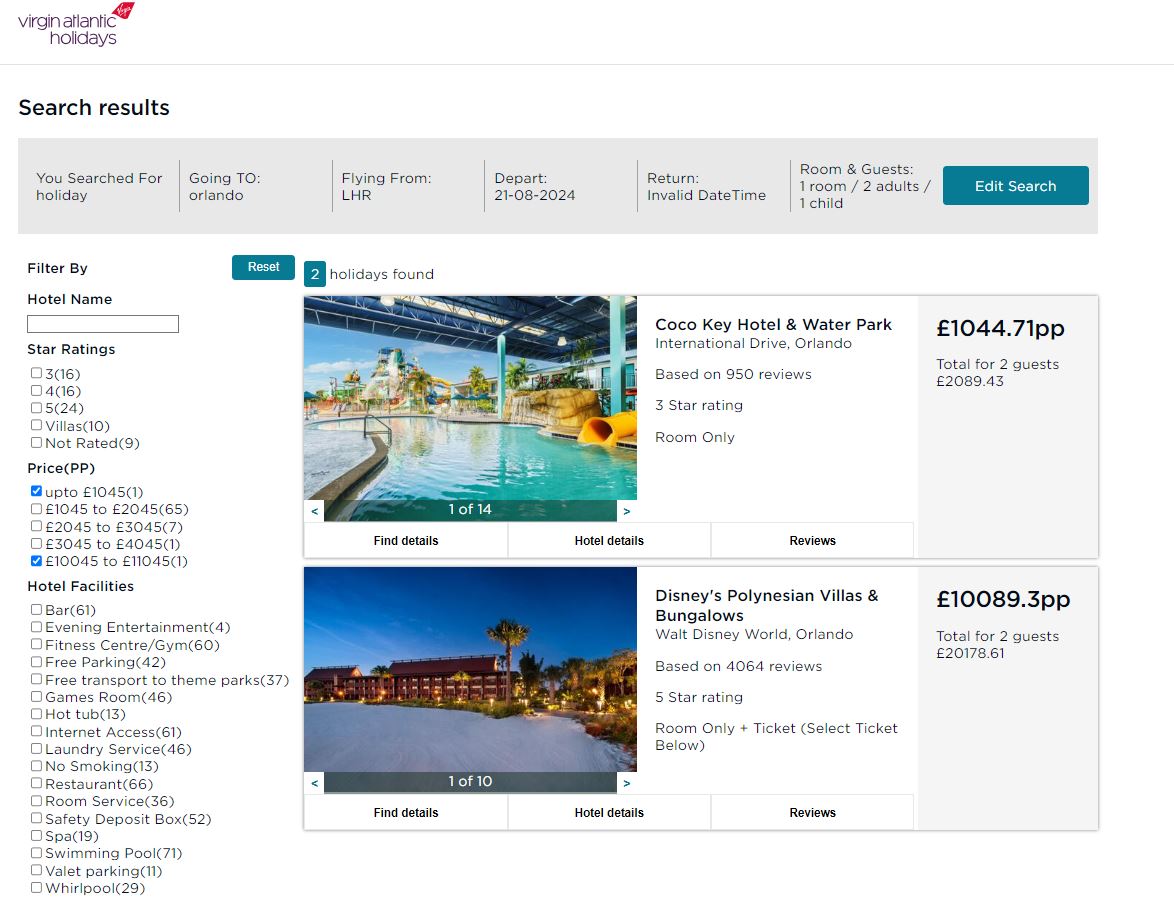 virgin atlantic
holidays
Search results
You Searched For
holiday
Going TO:
orlando
Flying From:
LHR
Depart:
21-08-2024
Return:
Invalid DateTime
Room & Guests:
1 room / 2 adults /
1 child
Edit Search
Filter By
Reset
Hotel Name
Star Ratings
3(16)
4(16)
5(24)
Villas(10)
Not Rated(9)
Price(PP)
upto £1045(1)
£1045 to £2045(65)
£2045 to £3045(7)
£3045 to £4045(1)
£10045 to £11045(1)
Hotel Facilities
Bar(61)
Evening Entertainment(4)
Fitness Centre/Gym(60)
Free Parking(42)
Free transport to theme parks(37)
Games Room(46)
Hot tub(13)
Internet Access(61)
Laundry Service(46)
No Smoking(13)
Restaurant(66)
Room Service(36)
Safety Deposit Box(52)
Spa(19)
Swimming Pool(71)
Valet parking(11)
Whirlpool(29)
2 holidays found
< 1 of 14 >
Coco Key Hotel & Water Park
International Drive, Orlando
Based on 950 reviews
3 Star rating
Room Only
£1044.71pp
Total for 2 guests
£2089.43
Find details
Hotel details
Reviews
< 1 of 10 >
Disney's Polynesian Villas &
Bungalows
Walt Disney World, Orlando
Based on 4064 reviews
5 Star rating
Room Only + Ticket (Select Ticket
Below)
£10089.3pp
Total for 2 guests
£20178.61
Find details
Hotel details
Reviews